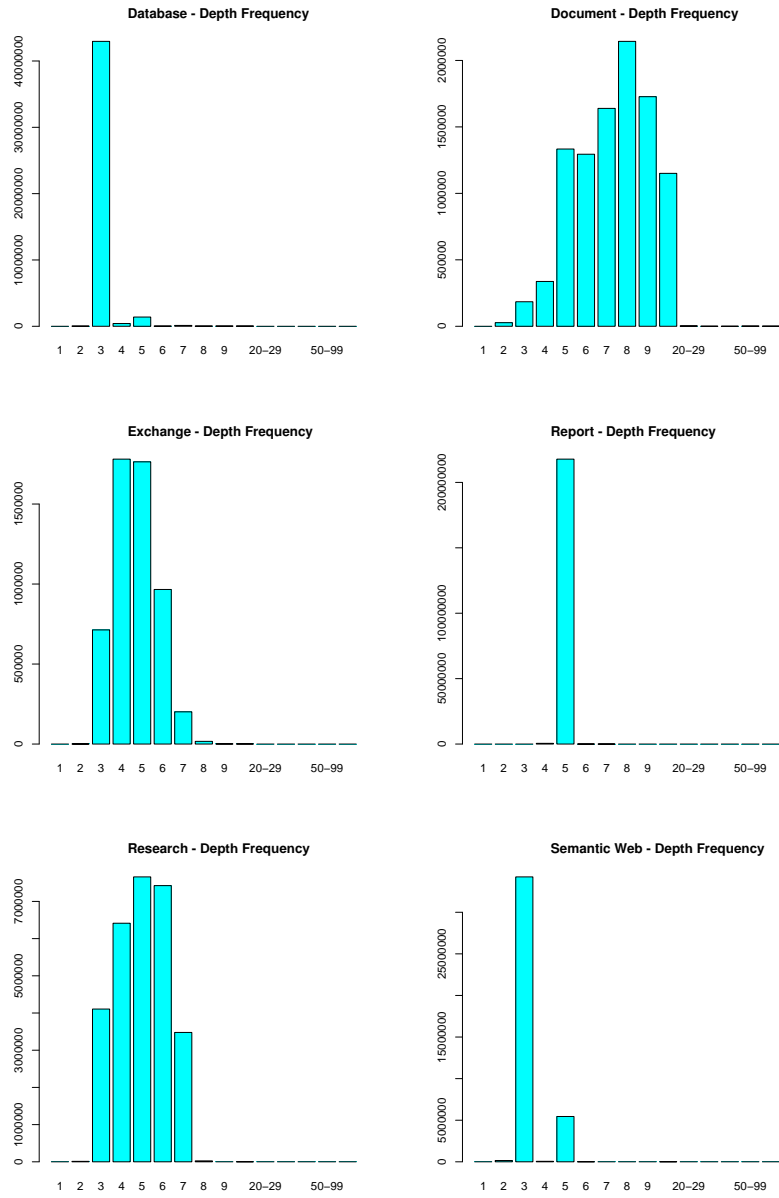 Database - Depth Frequency
40000000
30000000
20000000
10000000
0
1 2 3 4 5 6 7 8 9 20–29 50–99
Document - Depth Frequency
2000000
1500000
1000000
500000
0
1 2 3 4 5 6 7 8 9 20–29 50–99
Exchange - Depth Frequency
1500000
1000000
500000
0
1 2 3 4 5 6 7 8 9 20–29 50–99
Report - Depth Frequency
200000000
100000000
50000000
0
1 2 3 4 5 6 7 8 9 20–29 50–99
Research - Depth Frequency
7000000
5000000
3000000
1000000
0
1 2 3 4 5 6 7 8 9 20–29 50–99
Semantic Web - Depth Frequency
25000000
15000000
5000000
0
1 2 3 4 5 6 7 8 9 20–29 50–99